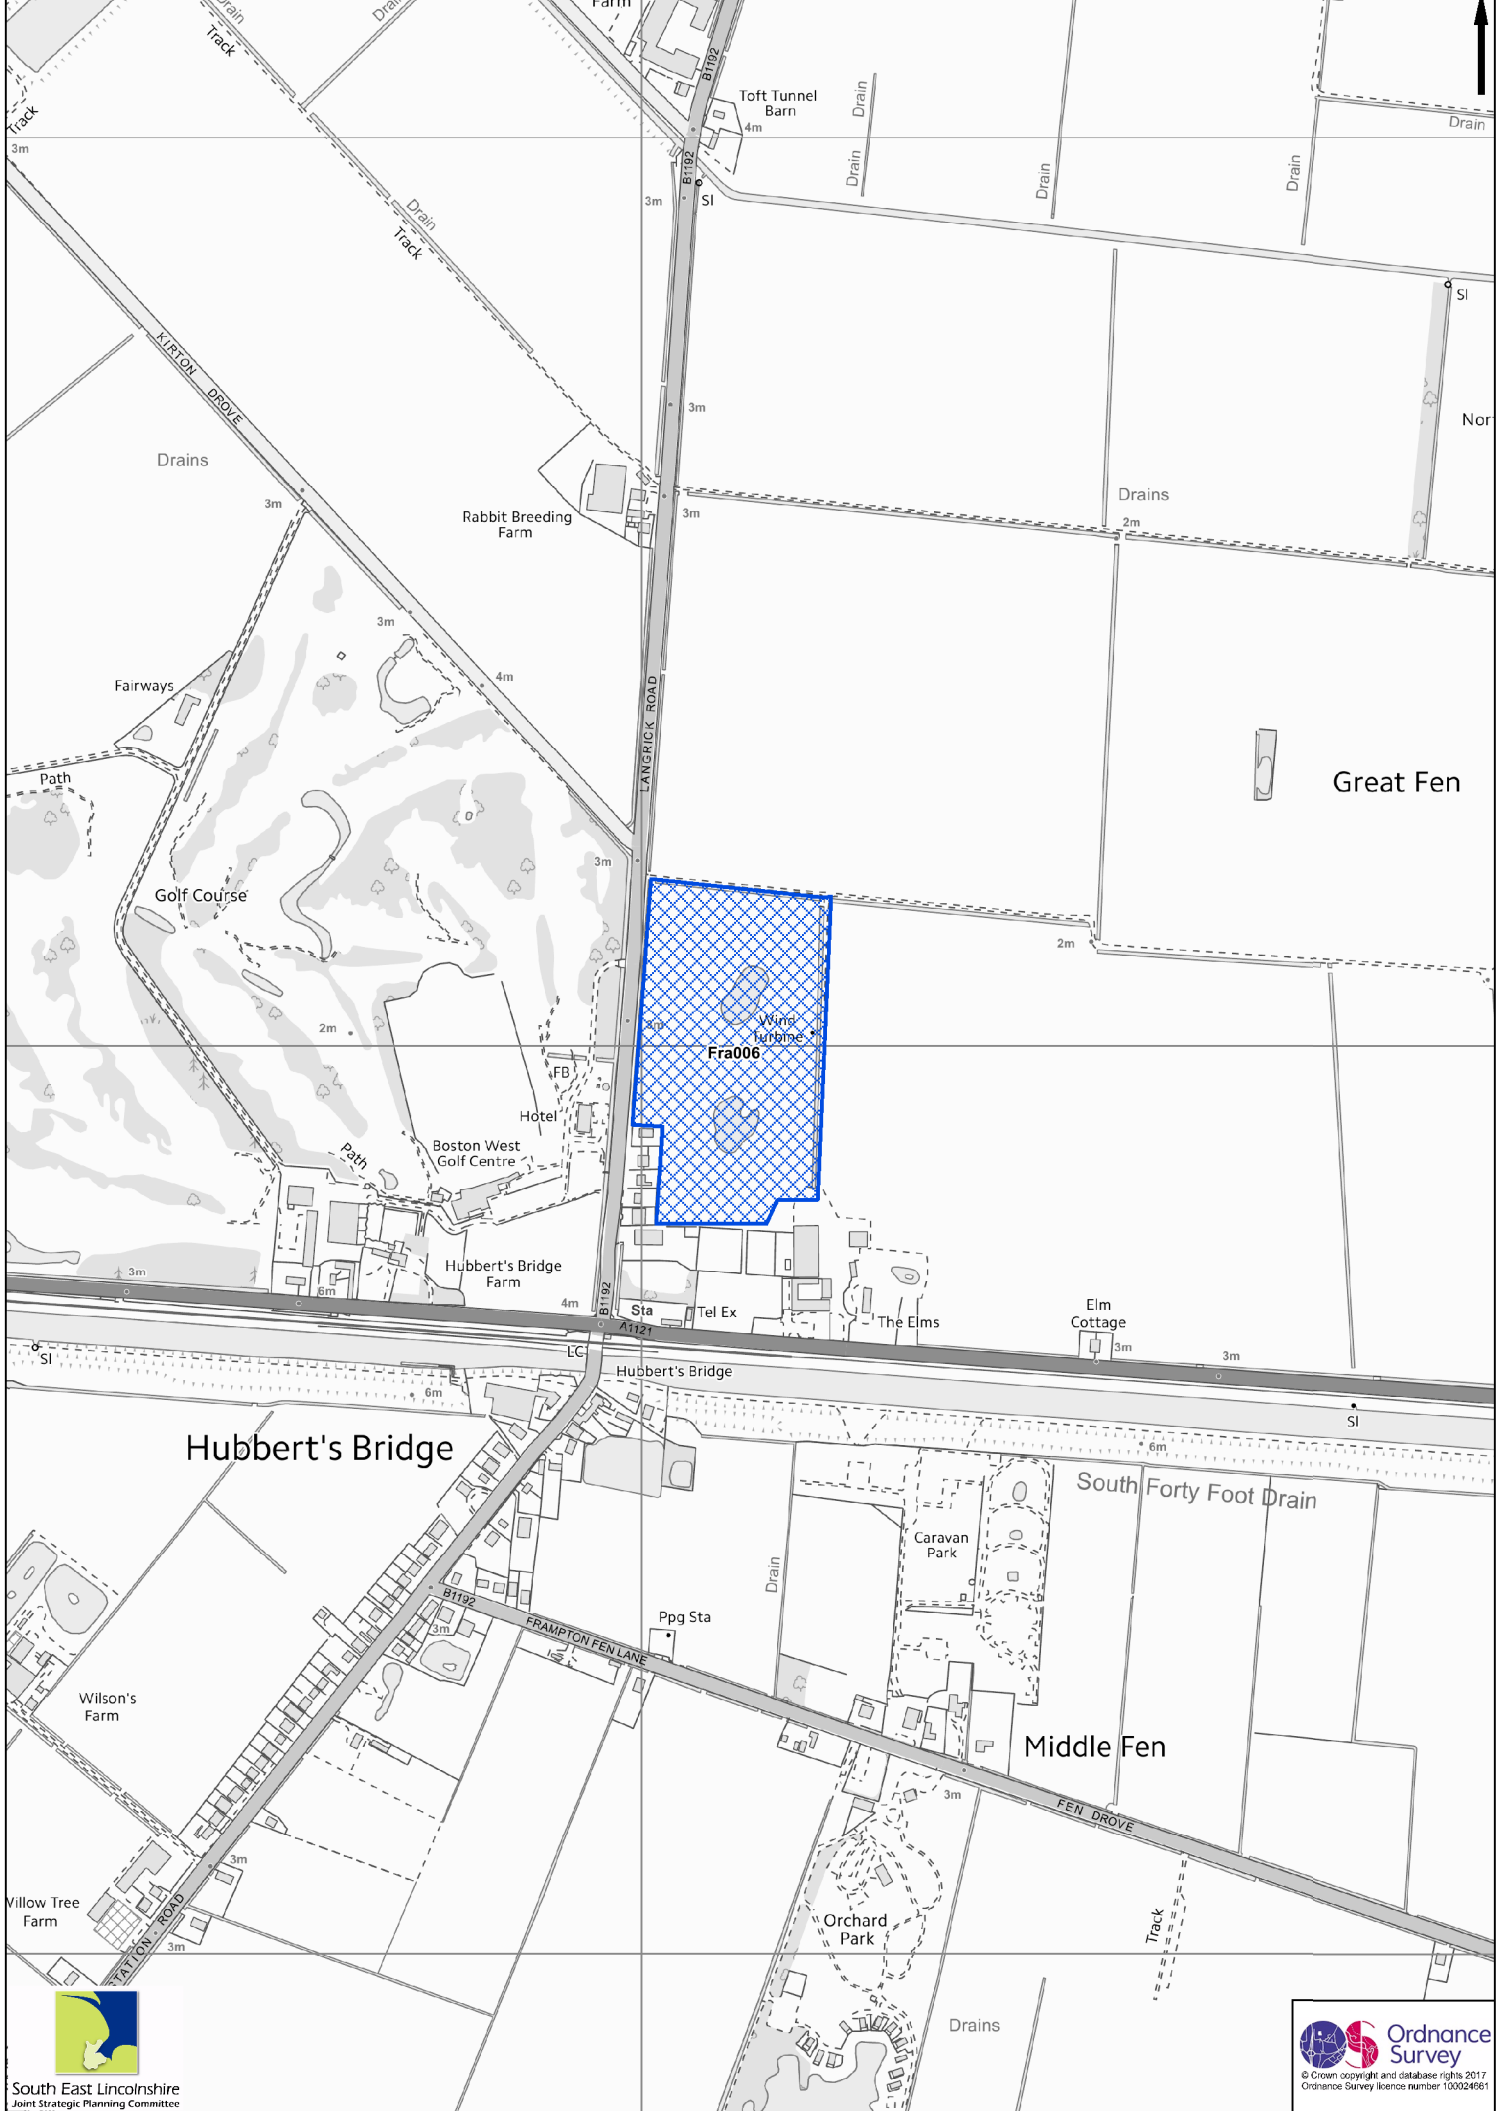 Farm
Drain
Drain
Track
B1192
Toft Tunnel
Barn
4m
Drain
Drain
Drain
Drain
Drain
Track
3m
B1192
3m
SI
Drain
Track
SI
KIRTON DROVE
3m
Drains
3m
Rabbit Breeding
Farm
3m
Drains
2m
3m
4m
Fairways
LANGRICK ROAD
Path
Great Fen
3m
Golf Course
2m
2m
3m
Wind
Turbine
Fra006
FB
Hotel
Path
Boston West
Golf Centre
Hubbert's Bridge
Farm
3m
6m
4m
B1192
Sta
Tel Ex
A1121
The Elms
Elm
Cottage
3m
3m
LC
Hubbert's Bridge
SI
6m
SI
Hubbert's Bridge
6m
South Forty Foot Drain
Caravan
Park
Drain
B1192
3m
FRAMPTON FEN LANE
Ppg Sta
Wilson's
Farm
Middle Fen
3m
FEN DROVE
3m
Willow Tree
Farm
STATION ROAD
3m
Orchard
Park
Track
Drains
South East Lincolnshire
Joint Strategic Planning Committee
Ordnance
Survey
© Crown copyright and database rights 2017
Ordnance Survey licence number 100024661